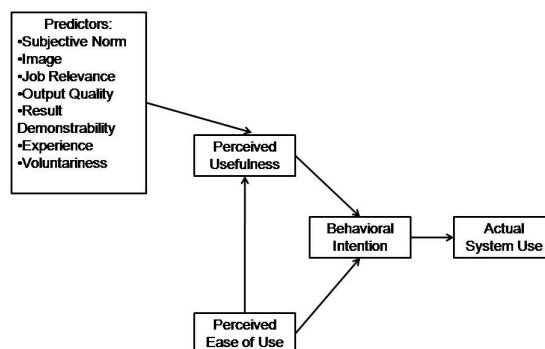 Predictors:
•Subjective Norm
•Image
•Job Relevance
•Output Quality
•Result
Demonstrability
•Experience
•Voluntariness
Perceived
Usefulness
Behavioral
Intention
Actual
System Use
Perceived
Ease of Use